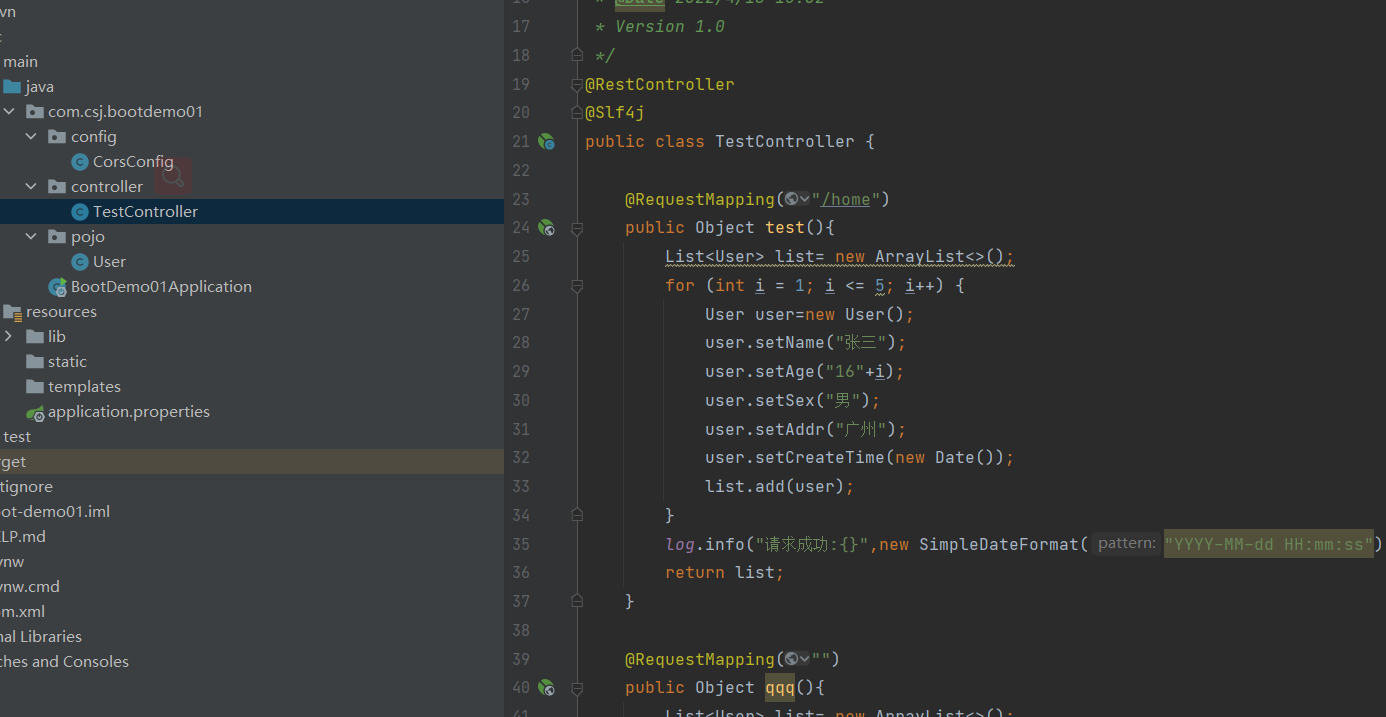 vn
main
java
com.csj.bootdemo01
config
CorsConfig
controller
TestController
pojo
User
BootDemo01Application
resources
lib
static
templates
application.properties
test
rget
tignore
ot-demo01.iml
LP.md
vnw
vnw.cmd
m.xml
nal Libraries
ches and Consoles
17 * Version 1.0
18 */
19 @RestController
20 @Slf4j
21 public class TestController {
22
23 @RequestMapping("/home")
24 public Object test(){
25 List<User> list= new ArrayList<>();
26 for (int i = 1; i <= 5; i++) {
27 User user=new User();
28 user.setName("张三");
29 user.setAge("16"+i);
30 user.setSex("男");
31 user.setAddr("广州");
32 user.setCreateTime(new Date());
33 list.add(user);
34 }
35 log.info("请求成功:{}",new SimpleDateFormat( pattern: "YYYY-MM-dd HH:mm:ss")
36 return list;
37 }
38
39 @RequestMapping("")
40 public Object qqq(){
41 List<User> list= new ArrayList<>();